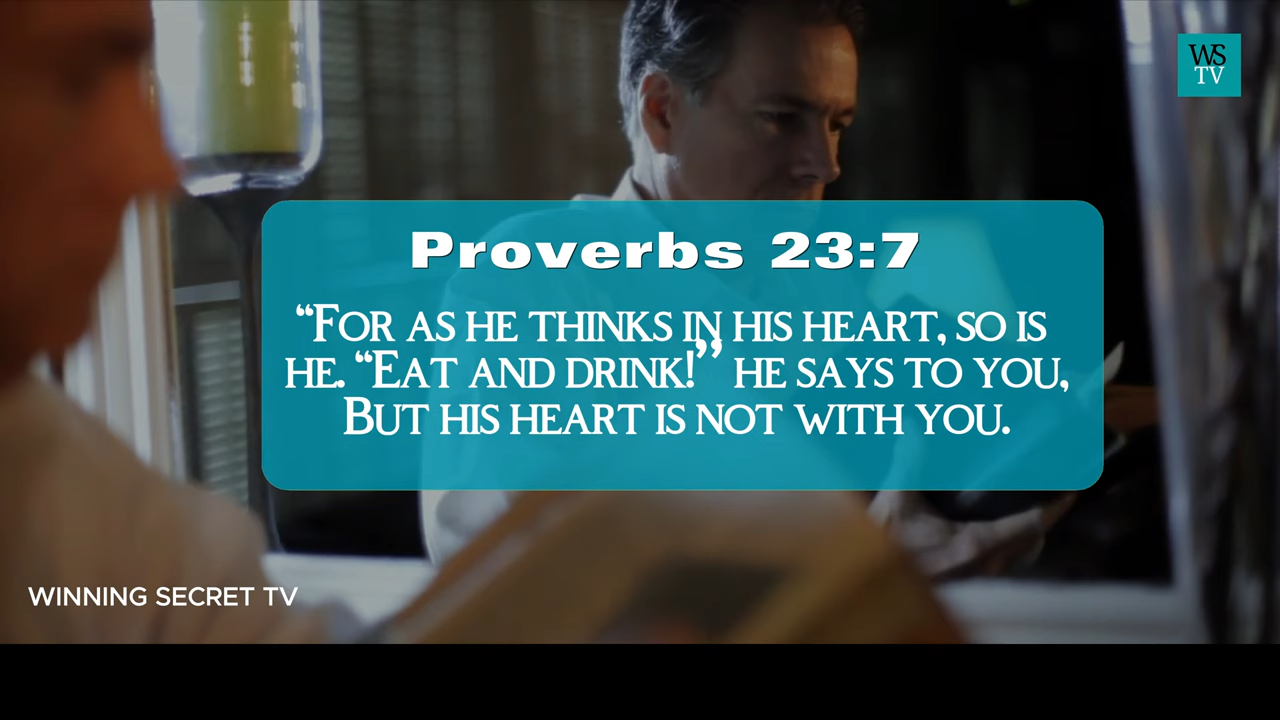 WS
TV
Proverbs 23:7
“For as he thinks in his heart, so is
he. “Eat and drink!” he says to you,
But his heart is not with you.
WINNING SECRET TV